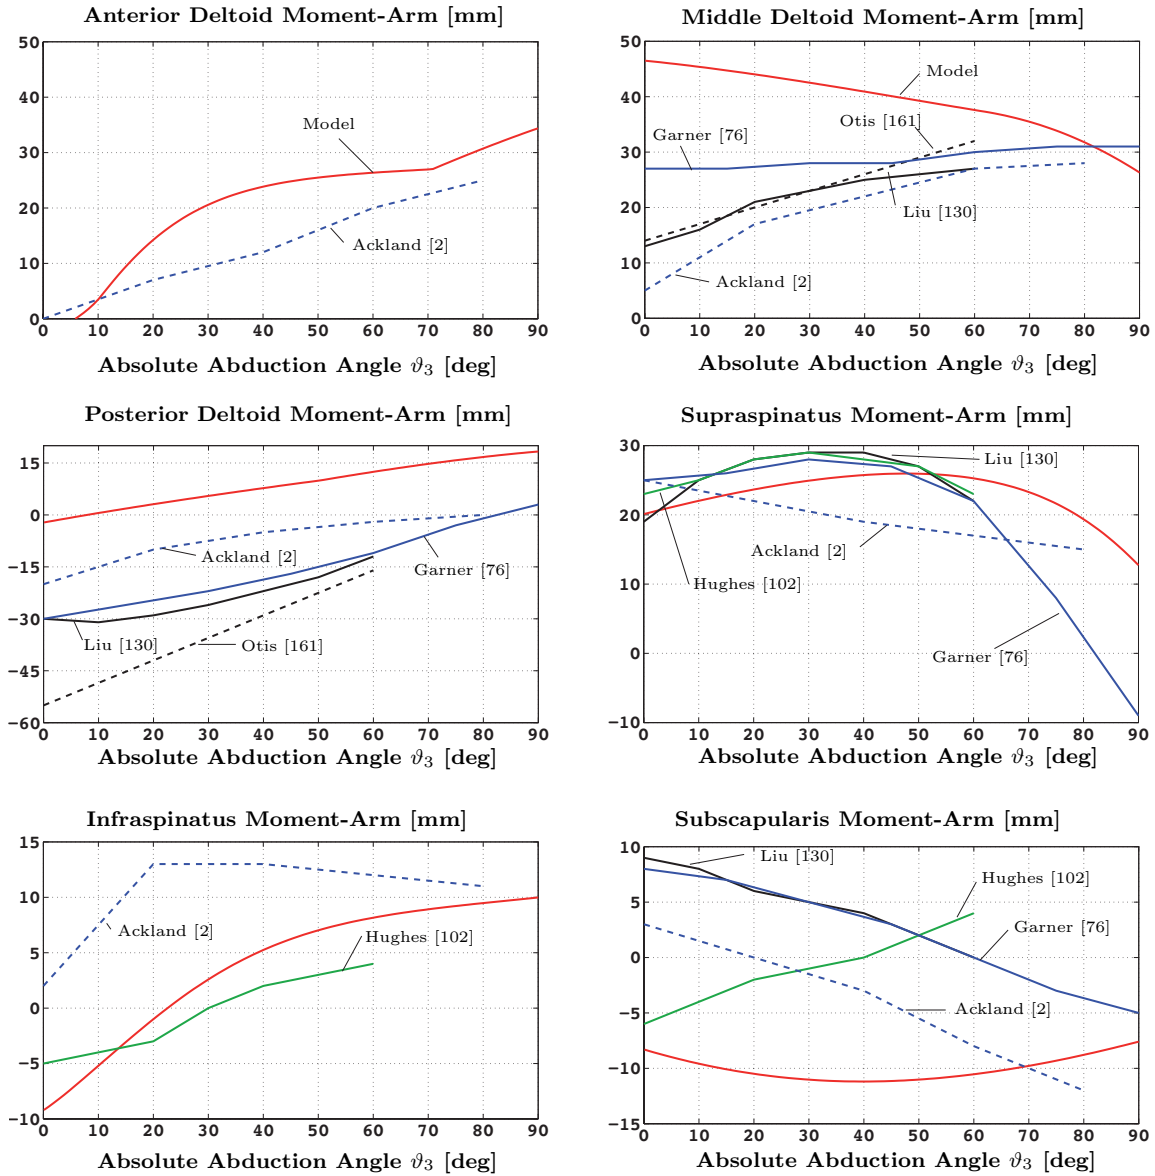 Anterior Deltoid Moment-Arm [mm]
50
40
30
20
10
0
Model
Ackland [2]
0 10 20 30 40 50 60 70 80 90
Absolute Abduction Angle ϑ3 [deg]
Middle Deltoid Moment-Arm [mm]
50
40
30
20
10
0
Model
Otis [161]
Garner [76]
Liu [130]
Ackland [2]
0 10 20 30 40 50 60 70 80 90
Absolute Abduction Angle ϑ3 [deg]
Posterior Deltoid Moment-Arm [mm]
15
0
−15
−30
−45
−60
Ackland [2]
Garner [76]
Liu [130]
Otis [161]
0 10 20 30 40 50 60 70 80 90
Absolute Abduction Angle ϑ3 [deg]
Supraspinatus Moment-Arm [mm]
30
20
10
0
−10
Liu [130]
Ackland [2]
Hughes [102]
Garner [76]
0 10 20 30 40 50 60 70 80 90
Absolute Abduction Angle ϑ3 [deg]
Infraspinatus Moment-Arm [mm]
15
10
5
0
−5
−10
Ackland [2]
Hughes [102]
0 10 20 30 40 50 60 70 80 90
Absolute Abduction Angle ϑ3 [deg]
Subscapularis Moment-Arm [mm]
10
5
0
−5
−10
−15
Liu [130]
Hughes [102]
Garner [76]
Ackland [2]
0 10 20 30 40 50 60 70 80 90
Absolute Abduction Angle ϑ3 [deg]